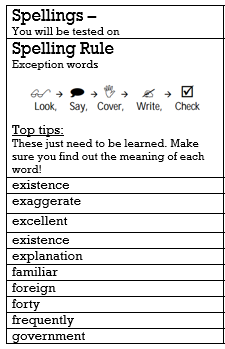 Spellings –
You will be tested on
Spelling Rule
Exception words
Look, Say, Cover, Write, Check
Top tips:
These just need to be learned. Make
sure you find out the meaning of each
word!
existence
exaggerate
excellent
existence
explanation
familiar
foreign
forty
frequently
government